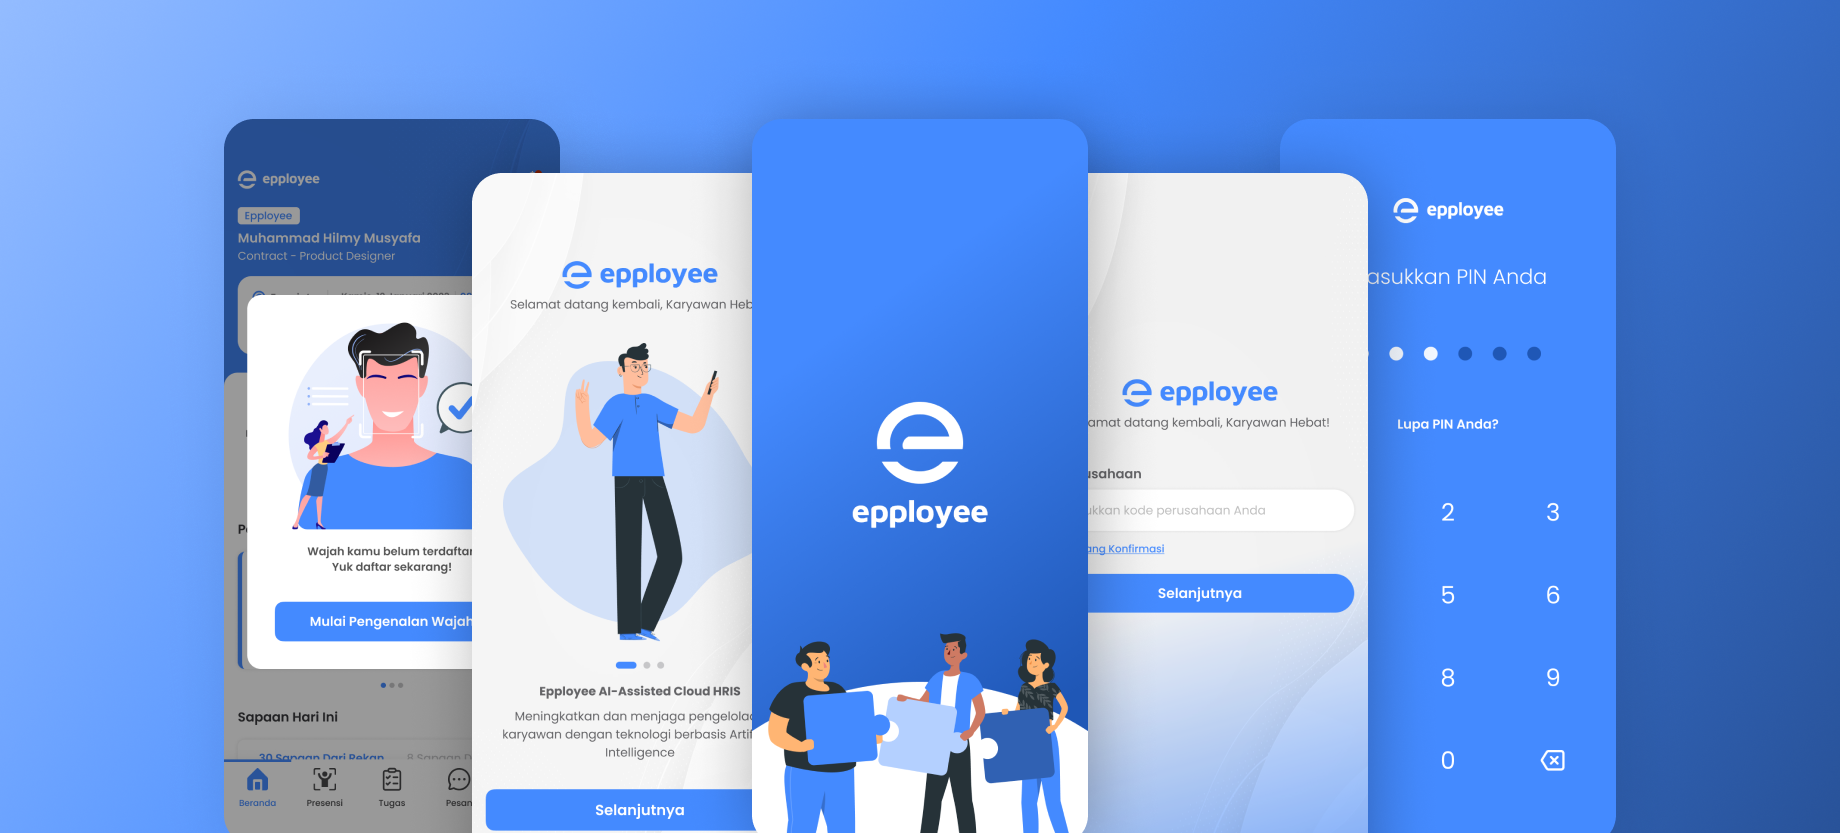 epployee
Epployee
Muhammad Hilmy Musyafa
Contract - Product Designer
Wajah kamu belum terdaftar
Yuk daftar sekarang!
Mulai Pengenalan Wajah
Sapaan Hari Ini
30 Sapaan Dari Rekan
8 Sapaan
Beranda
Presensi
Tugas
Pesan
epployee
Selamat datang kembali, Karyawan Heb
Epployee AI-Assisted Cloud HRIS
Meningkatkan dan menjaga pengelola
karyawan dengan teknologi berbasis Artif
Intelligence
Selanjutnya
epployee
epployee
amat datang kembali, Karyawan Hebat!
usahaan
ukkan kode perusahaan Anda
ang Konfirmasi
Selanjutnya
epployee
asukkan PIN Anda
Lupa PIN Anda?
2 3
5 6
8 9
0